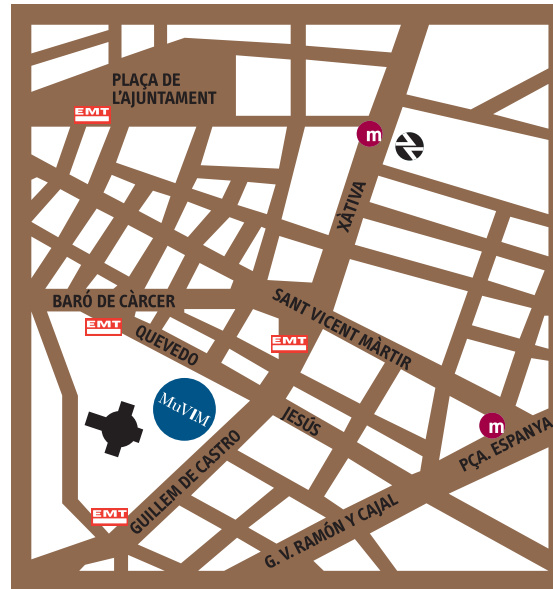 PLAÇA DE
L'AJUNTAMENT
EMT
m
XÀTIVA
BARÓ DE CÀRCER
SANT VICENT MÀRTIR
EMT
QUEVEDO
EMT
MuVIM
JESÚS
m
PÇA. ESPANYA
GUILLEM DE CASTRO
EMT
G. V. RAMÓN Y CAJAL